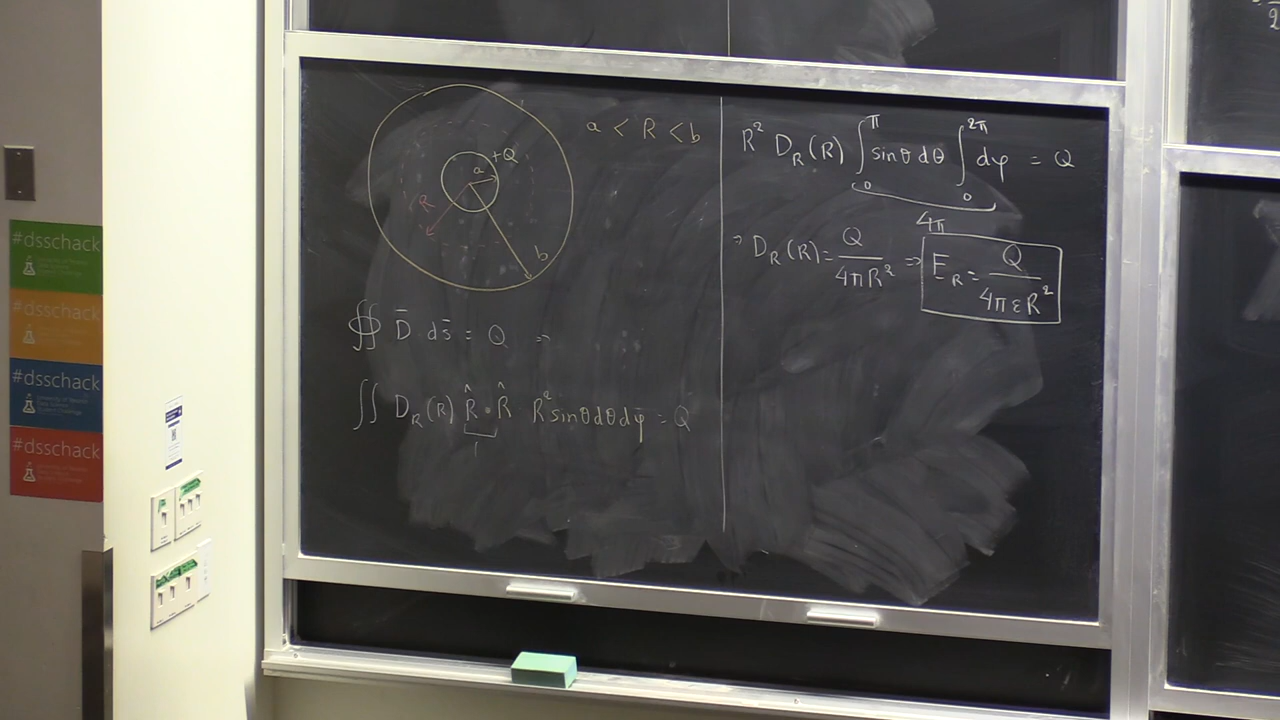 #dsschack
#dsschack
#dsschack
#dsschack
+Q
a
R
b
a < R < b
∯ D̄ · ds̄ = Q ⇒
∬ D_R(R) R̂ · R̂ R² sinθ dθ dφ = Q
1
R² D_R(R) ∫₀^π sinθ dθ ∫₀^2π dφ = Q
4π
⇒ D_R(R) = Q / 4πR² ⇒ E_R = Q / 4πεR²